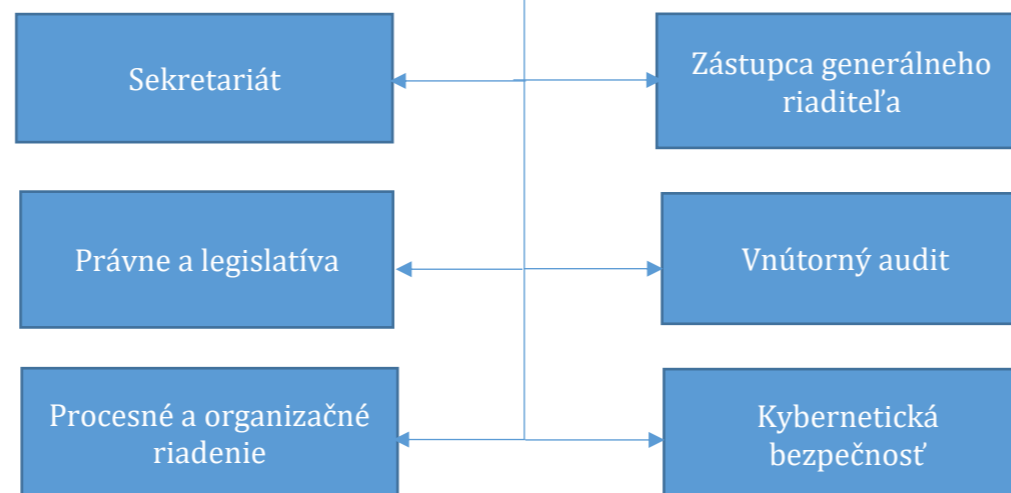 Sekretariát
Zástupca generálneho
riaditeľa
Právne a legislatíva
Vnútorný audit
Procesné a organizačné
riadenie
Kybernetická
bezpečnosť